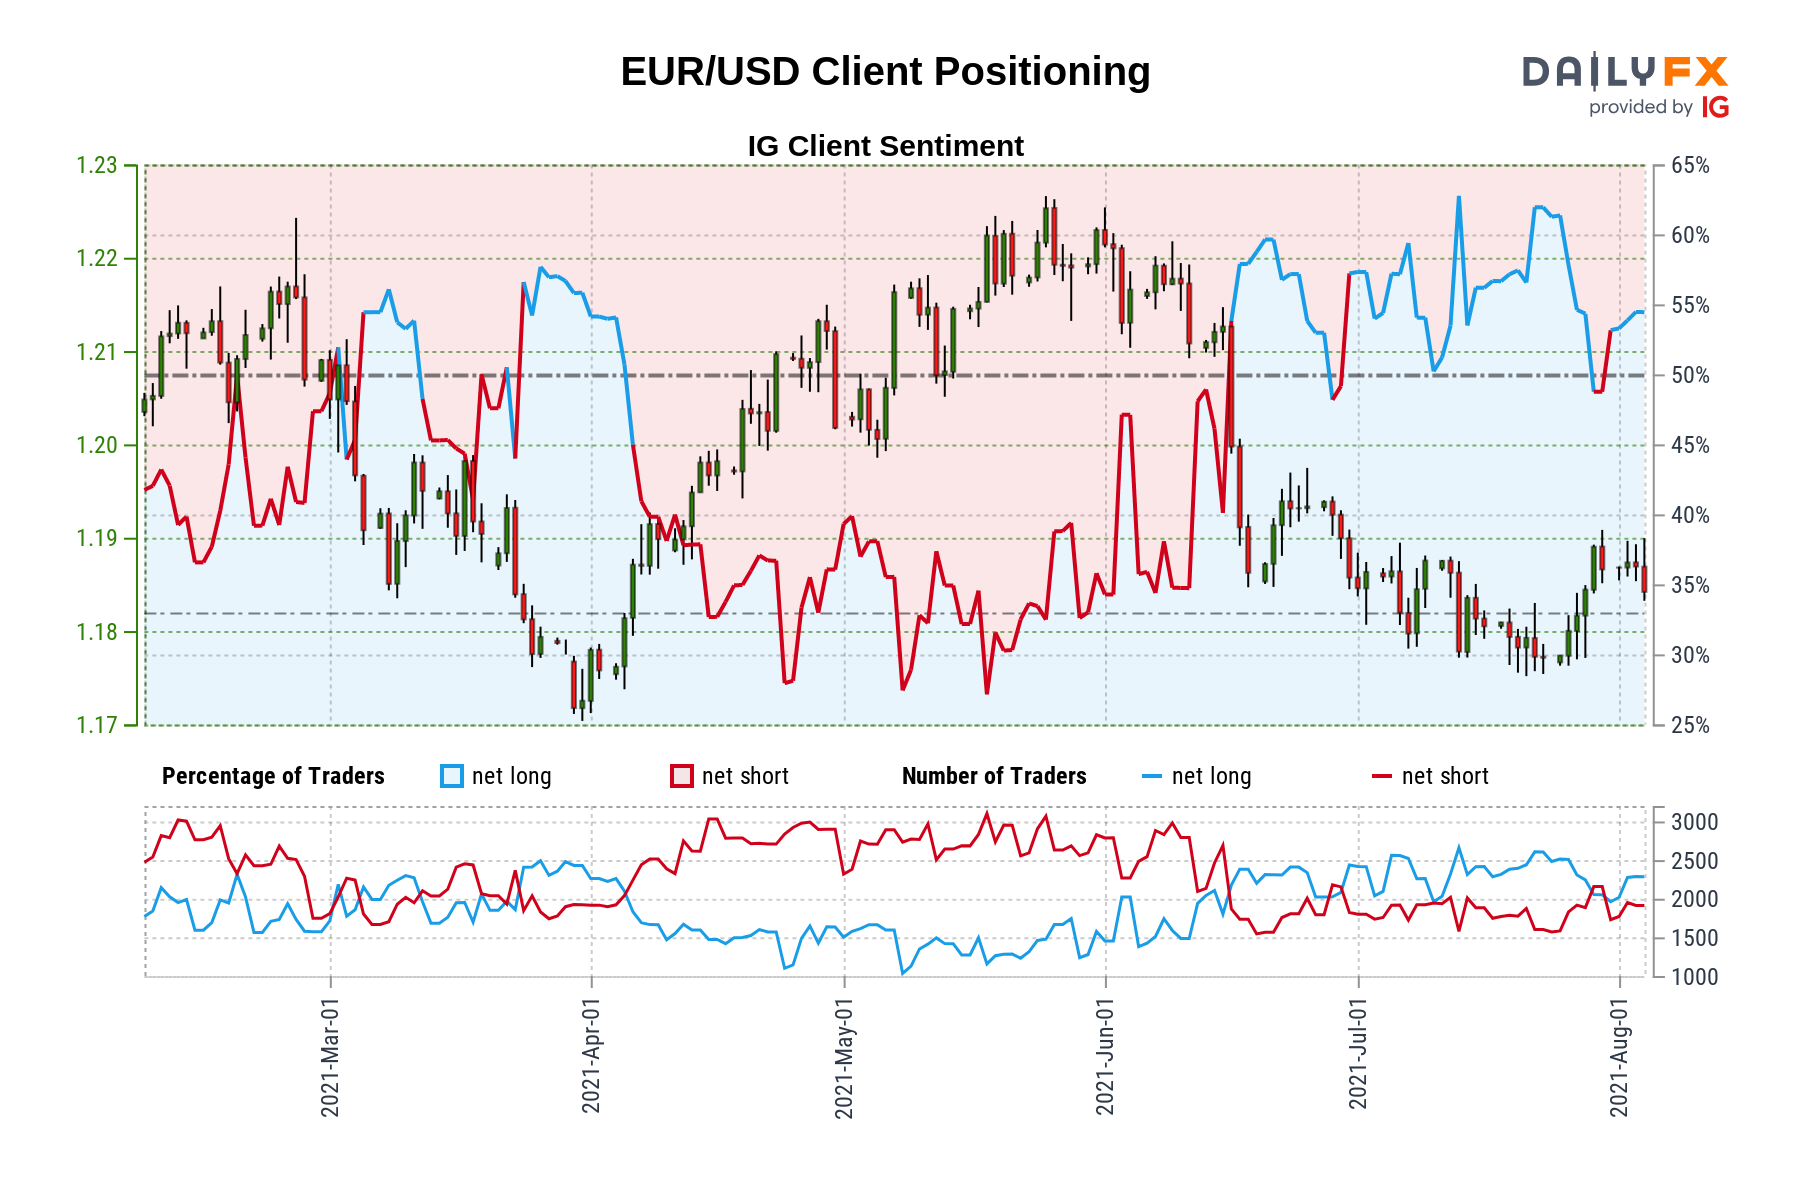 EUR/USD Client Positioning
DAILYFX
provided by IG
IG Client Sentiment
1.23
1.22
1.21
1.20
1.19
1.18
1.17
65%
60%
55%
50%
45%
40%
35%
30%
25%
Percentage of Traders net long net short Number of Traders net long net short
3000
2500
2000
1500
1000
2021-Mar-01
2021-Apr-01
2021-May-01
2021-Jun-01
2021-Jul-01
2021-Aug-01